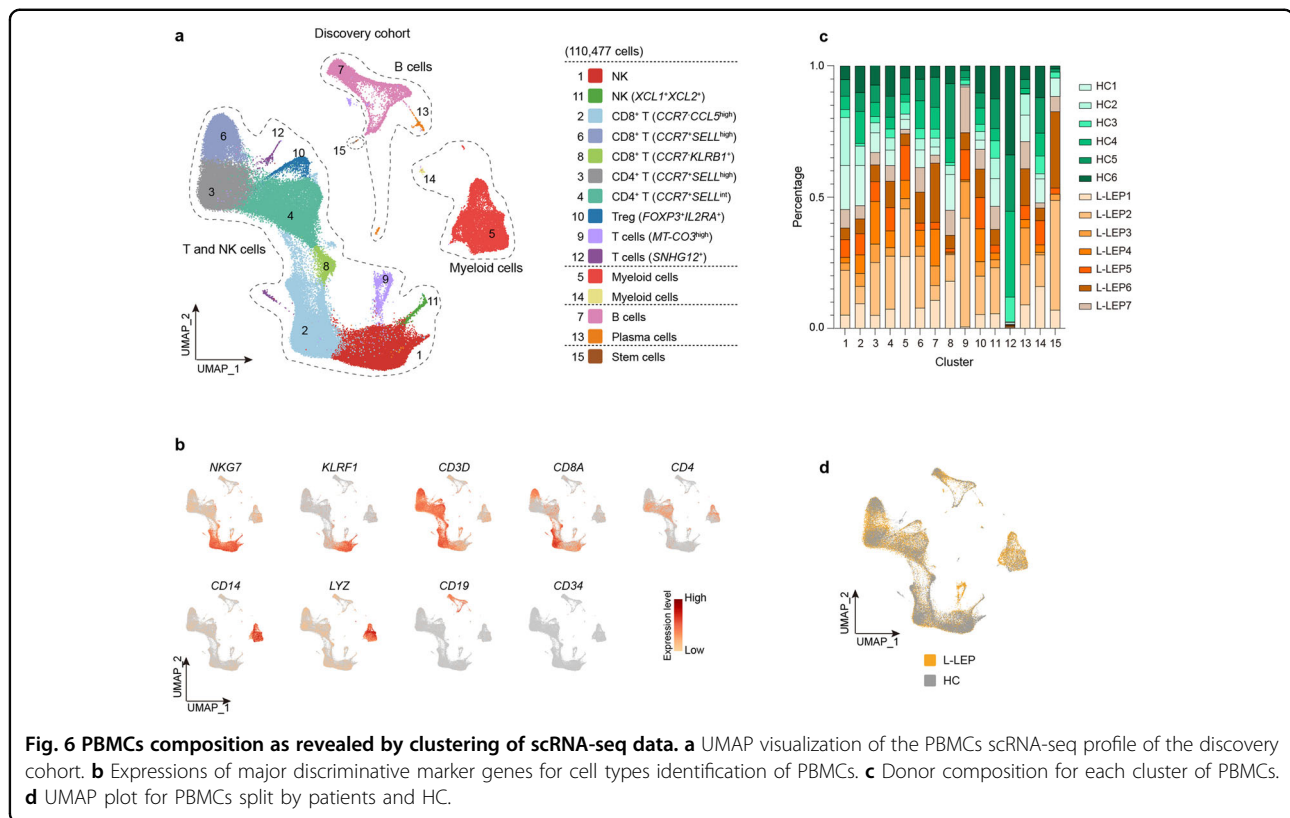 a
Discovery cohort
B cells
7
13
15
12
6
10
3
4
T and NK cells
8
9
11
2
1
14
5
Myeloid cells
UMAP_2
UMAP_1
(110,477 cells)
1 NK
11 NK (XCL1⁺XCL2⁺)
2 CD8⁺ T (CCR7⁻CCL5ʰⁱᵍʰ)
6 CD8⁺ T (CCR7⁺SELLʰⁱᵍʰ)
8 CD8⁺ T (CCR7⁻KLRB1⁺)
3 CD4⁺ T (CCR7⁺SELLʰⁱᵍʰ)
4 CD4⁺ T (CCR7⁺SELLⁱⁿᵗ)
10 Treg (FOXP3⁺IL2RA⁺)
9 T cells (MT-CO3ʰⁱᵍʰ)
12 T cells (SNHG12⁺)
5 Myeloid cells
14 Myeloid cells
7 B cells
13 Plasma cells
15 Stem cells
c
Percentage
1.0
0.5
0.0
1 2 3 4 5 6 7 8 9 10 11 12 13 14 15
Cluster
HC1
HC2
HC3
HC4
HC5
HC6
L-LEP1
L-LEP2
L-LEP3
L-LEP4
L-LEP5
L-LEP6
L-LEP7
b
NKG7 KLRF1 CD3D CD8A CD4
CD14 LYZ CD19 CD34
Expression level
High
Low
UMAP_2
UMAP_1
d
UMAP_2
UMAP_1
L-LEP
HC
Fig. 6 PBMCs composition as revealed by clustering of scRNA-seq data. a UMAP visualization of the PBMCs scRNA-seq profile of the discovery
cohort. b Expressions of major discriminative marker genes for cell types identification of PBMCs. c Donor composition for each cluster of PBMCs.
d UMAP plot for PBMCs split by patients and HC.